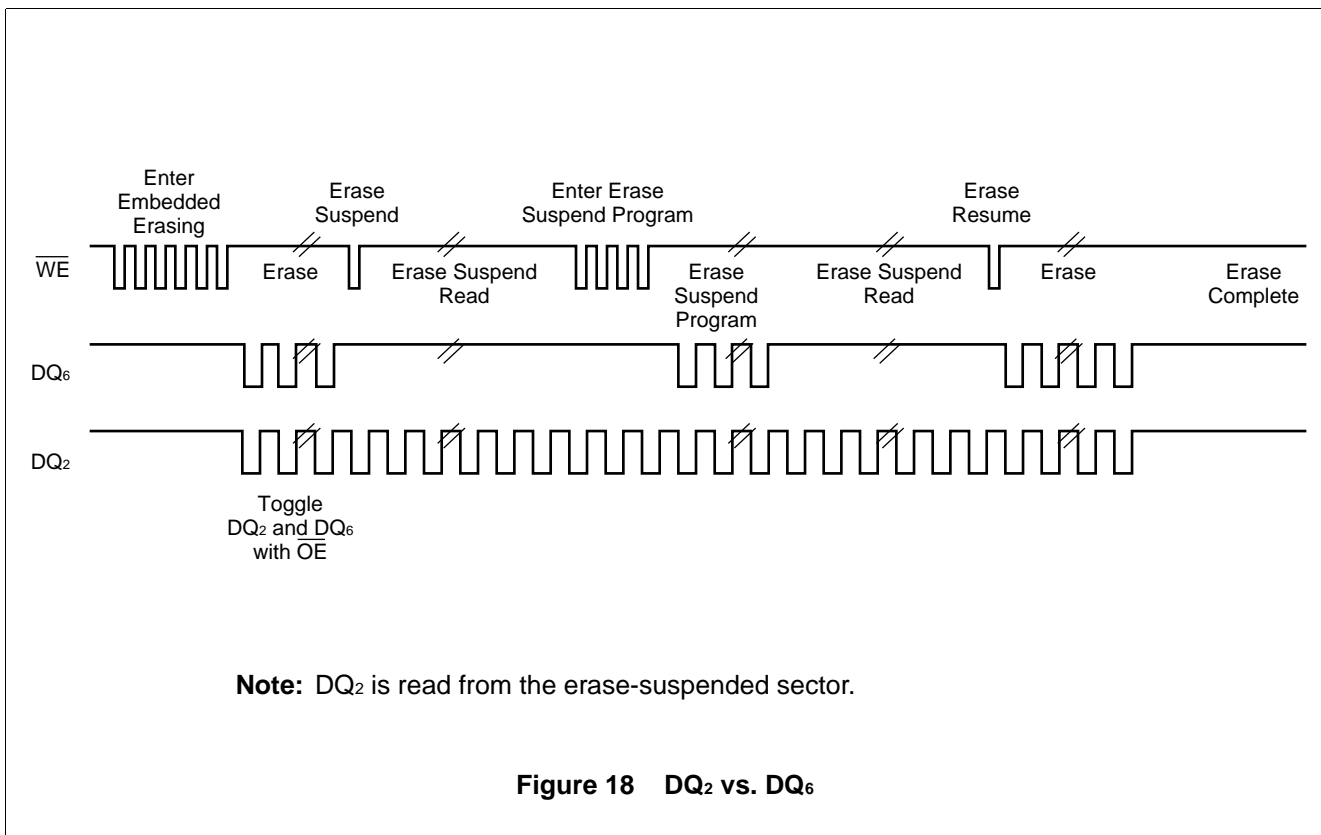 Enter
Embedded
Erasing
Erase
Suspend
Enter Erase
Suspend Program
Erase
Resume
WE
Erase
Erase Suspend
Read
Erase
Suspend
Program
Erase Suspend
Read
Erase
Erase
Complete
DQ6
DQ2
Toggle
DQ2 and DQ6
with OE
Note: DQ2 is read from the erase-suspended sector.
Figure 18 DQ2 vs. DQ6